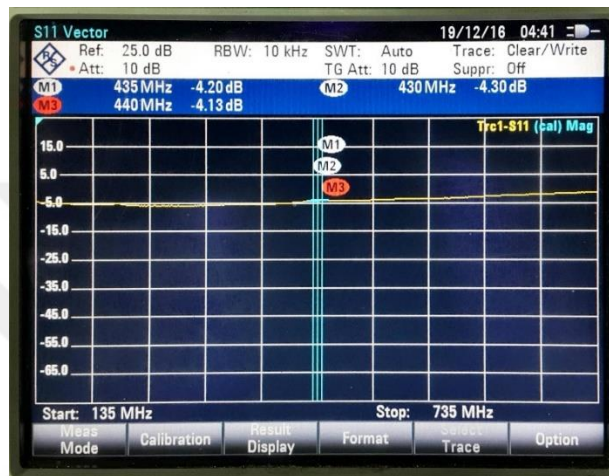 S11 Vector 19/12/16 04:41
Ref: 25.0 dB RBW: 10 kHz SWT: Auto Trace: Clear/Write
Att: 10 dB TG Att: 10 dB Suppr: Off
M1 435 MHz -4.20 dB M2 430 MHz -4.30 dB
M3 440 MHz -4.13 dB
Trc1-S11 (cal) Mag
15.0
M1
M2
5.0
M3
-5.0
-15.0
-25.0
-35.0
-45.0
-55.0
-65.0
Start: 135 MHz Stop: 735 MHz
Meas Mode Calibration Result Display Format Select Trace Option